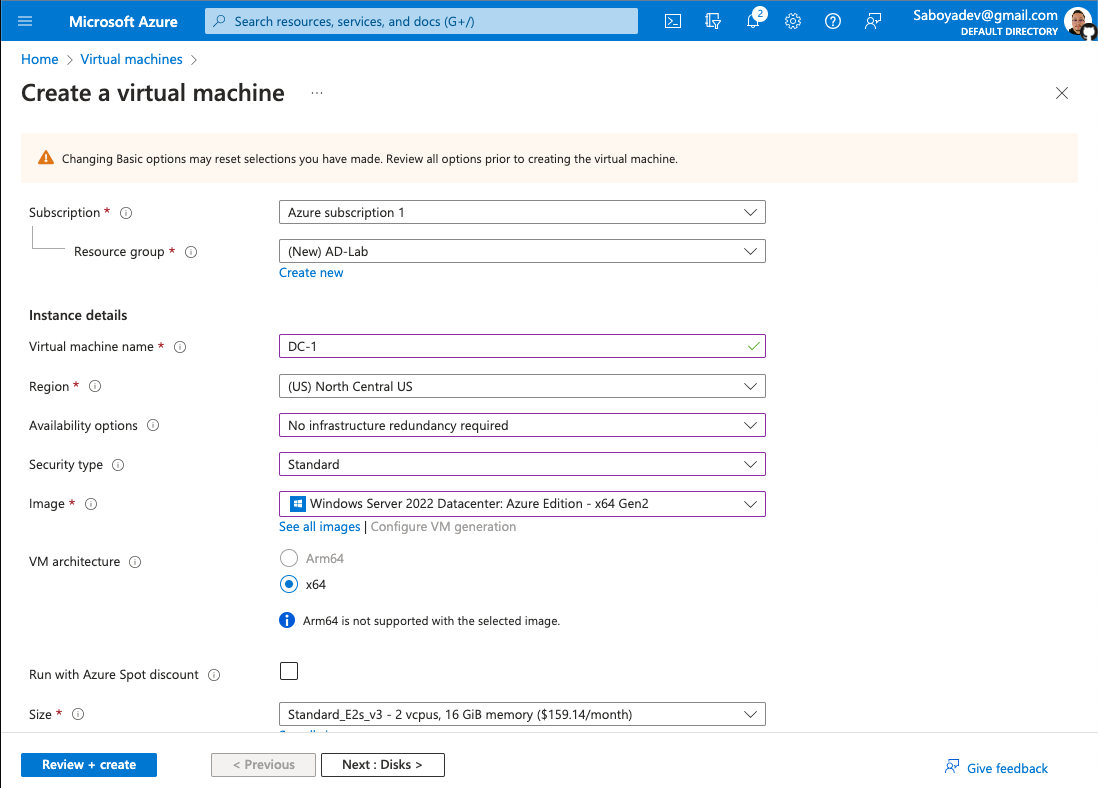 Microsoft Azure
Search resources, services, and docs (G+/)
2
Saboyadev@gmail.com
DEFAULT DIRECTORY
Home > Virtual machines >
Create a virtual machine ...
Changing Basic options may reset selections you have made. Review all options prior to creating the virtual machine.
Subscription * Azure subscription 1
Resource group * (New) AD-Lab
Create new
Instance details
Virtual machine name * DC-1
Region * (US) North Central US
Availability options No infrastructure redundancy required
Security type Standard
Image * Windows Server 2022 Datacenter: Azure Edition - x64 Gen2
See all images | Configure VM generation
VM architecture Arm64
x64
Arm64 is not supported with the selected image.
Run with Azure Spot discount
Size * Standard_E2s_v3 - 2 vcpus, 16 GiB memory ($159.14/month)
Review + create < Previous Next : Disks > Give feedback